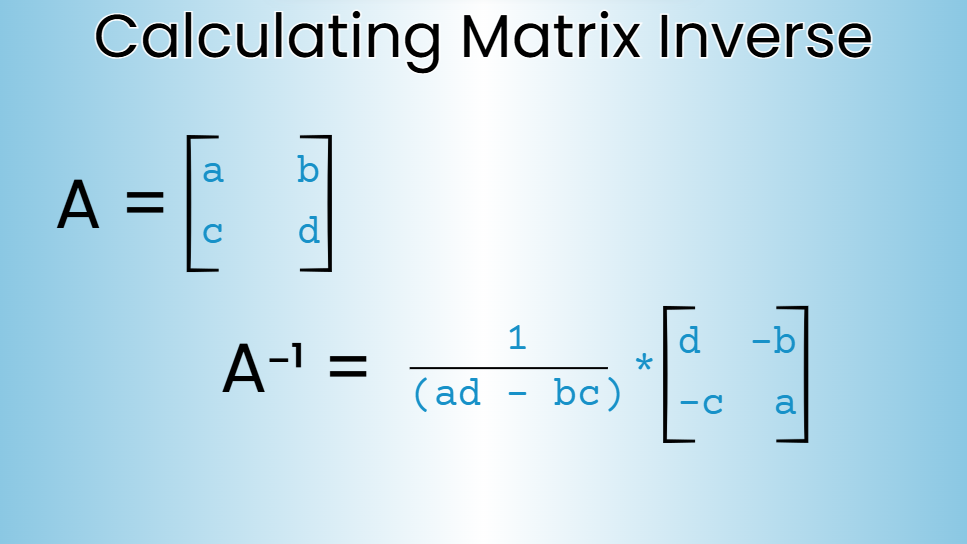 Calculating Matrix Inverse
A = [a b
c d]
A⁻¹ = 1
(ad - bc) * [d -b
-c a]